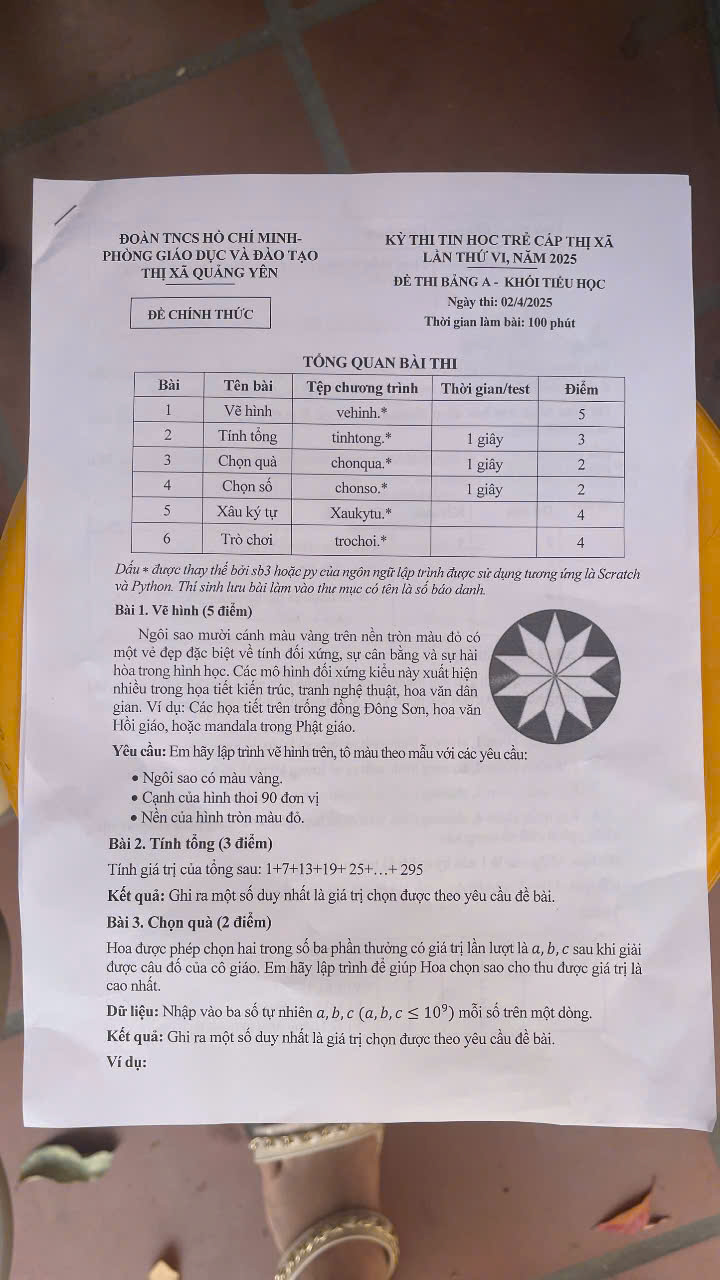 ĐOÀN TNCS HỒ CHÍ MINH-
PHÒNG GIÁO DỤC VÀ ĐÀO TẠO
THỊ XÃ QUẢNG YÊN
ĐỀ CHÍNH THỨC
KỲ THI TIN HỌC TRẺ CẤP THỊ XÃ
LẦN THỨ VI, NĂM 2025
ĐỀ THI BẢNG A - KHỐI TIỂU HỌC
Ngày thi: 02/4/2025
Thời gian làm bài: 100 phút
TỔNG QUAN BÀI THI
Bài Tên bài Tệp chương trình Thời gian/test Điểm
1 Vẽ hình vehinh.* 5
2 Tính tổng tinhtong.* 1 giây 3
3 Chọn quà chonqua.* 1 giây 2
4 Chọn số chonso.* 1 giây 2
5 Xâu ký tự Xaukytu.* 4
6 Trò chơi trochoi.* 4
Dấu * được thay thế bởi sb3 hoặc py của ngôn ngữ lập trình được sử dụng tương ứng là Scratch
và Python. Thí sinh lưu bài làm vào thư mục có tên là số báo danh.
Bài 1. Vẽ hình (5 điểm)
Ngôi sao mười cánh màu vàng trên nền tròn màu đỏ có
một vẻ đẹp đặc biệt về tính đối xứng, sự cân bằng và sự hài
hòa trong hình học. Các mô hình đối xứng kiểu này xuất hiện
nhiều trong họa tiết kiến trúc, tranh nghệ thuật, hoa văn dân
gian. Ví dụ: Các họa tiết trên trống đồng Đông Sơn, hoa văn
Hồi giáo, hoặc mandala trong Phật giáo.
Yêu cầu: Em hãy lập trình vẽ hình trên, tô màu theo mẫu với các yêu cầu:
• Ngôi sao có màu vàng.
• Cạnh của hình thoi 90 đơn vị
• Nền của hình tròn màu đỏ.
Bài 2. Tính tổng (3 điểm)
Tính giá trị của tổng sau: 1+7+13+19+ 25+…+ 295
Kết quả: Ghi ra một số duy nhất là giá trị chọn được theo yêu cầu đề bài.
Bài 3. Chọn quà (2 điểm)
Hoa được phép chọn hai trong số ba phần thưởng có giá trị lần lượt là a, b, c sau khi giải
được câu đố của cô giáo. Em hãy lập trình để giúp Hoa chọn sao cho thu được giá trị là
cao nhất.
Dữ liệu: Nhập vào ba số tự nhiên a, b, c (a, b, c ≤ 10⁹) mỗi số trên một dòng.
Kết quả: Ghi ra một số duy nhất là giá trị chọn được theo yêu cầu đề bài.
Ví dụ: